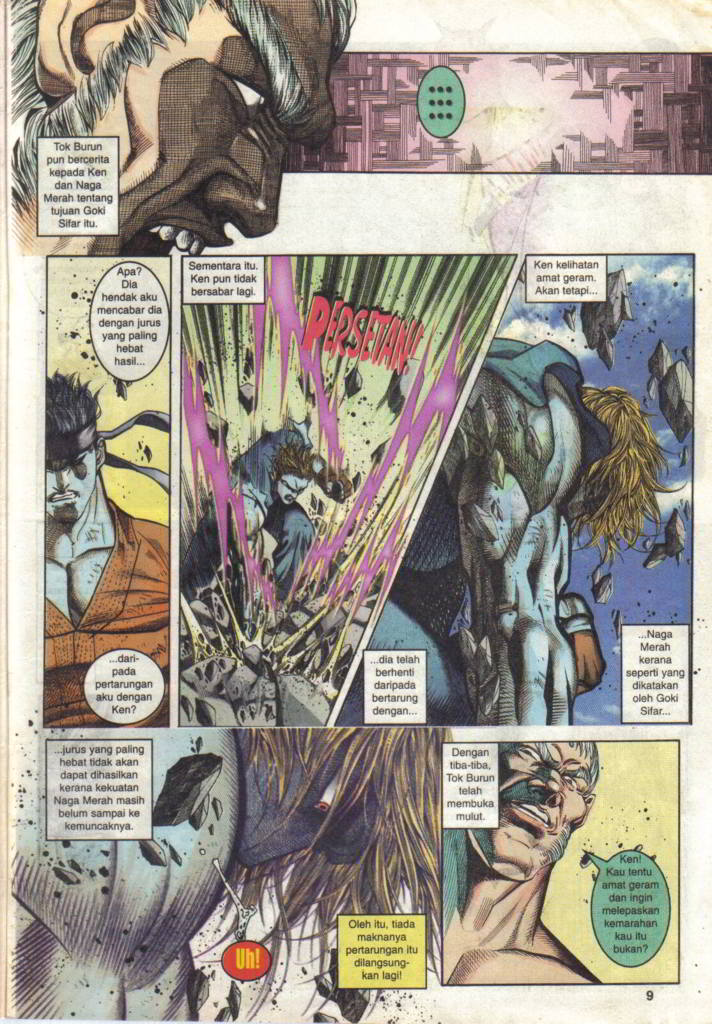 Tok Burun
pun bercerita
kepada Ken
dan Naga
Merah tentang
tujuan Goki
Sifar itu.
Apa?
Dia
hendak aku
mencabar dia
dengan jurus
yang paling
hebat
hasil...
...dari-
pada
pertarungan
aku dengan
Ken?
Sementara itu.
Ken pun tidak
bersabar lagi.
PERSETAN!
Ken kelihatan
amat geram.
Akan tetapi...
...dia telah
berhenti
daripada
bertarung
dengan...
...Naga
Merah
kerana
seperti yang
dikatakan
oleh Goki
Sifar...
...jurus yang paling
hebat tidak akan
dapat dihasilkan
kerana kekuatan
Naga Merah masih
belum sampai ke
kemuncaknya.
Uh!
Oleh itu, tiada
maknanya
pertarungan itu
dilangsung-
kan lagi!
Dengan
tiba-tiba,
Tok Burun
telah
membuka
mulut.
Ken!
Kau tentu
amat geram
dan ingin
melepaskan
kemarahan
kau itu
bukan?
9